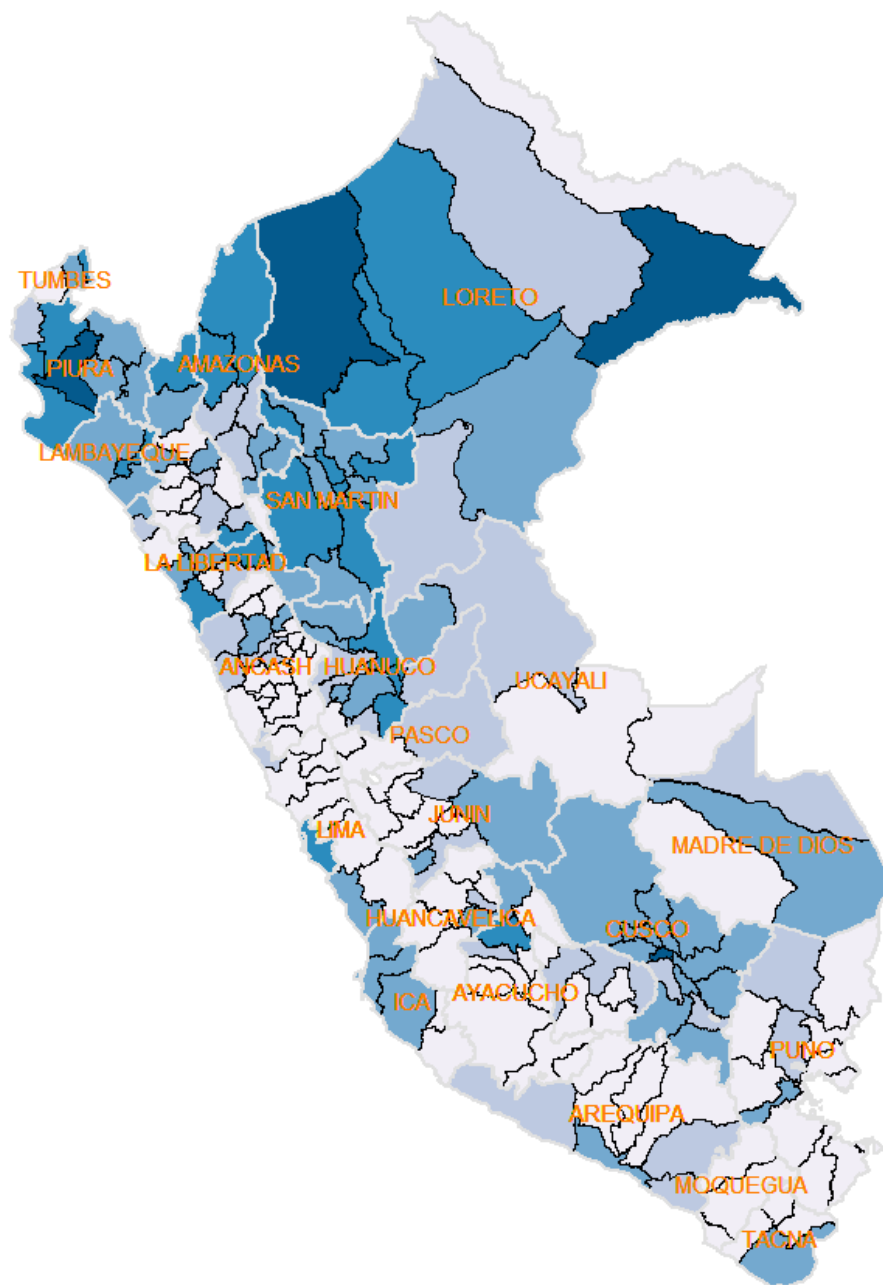 TUMBES
LORETO
AMAZONAS
PIURA
LAMBAYEQUE
SAN MARTIN
LA LIBERTAD
ANCASH
HUANUCO
UCAYALI
PASCO
JUNIN
LIMA
MADRE DE DIOS
HUANCAVELICA
CUSCO
AYACUCHO
ICA
PUNO
AREQUIPA
MOQUEGUA
TACNA